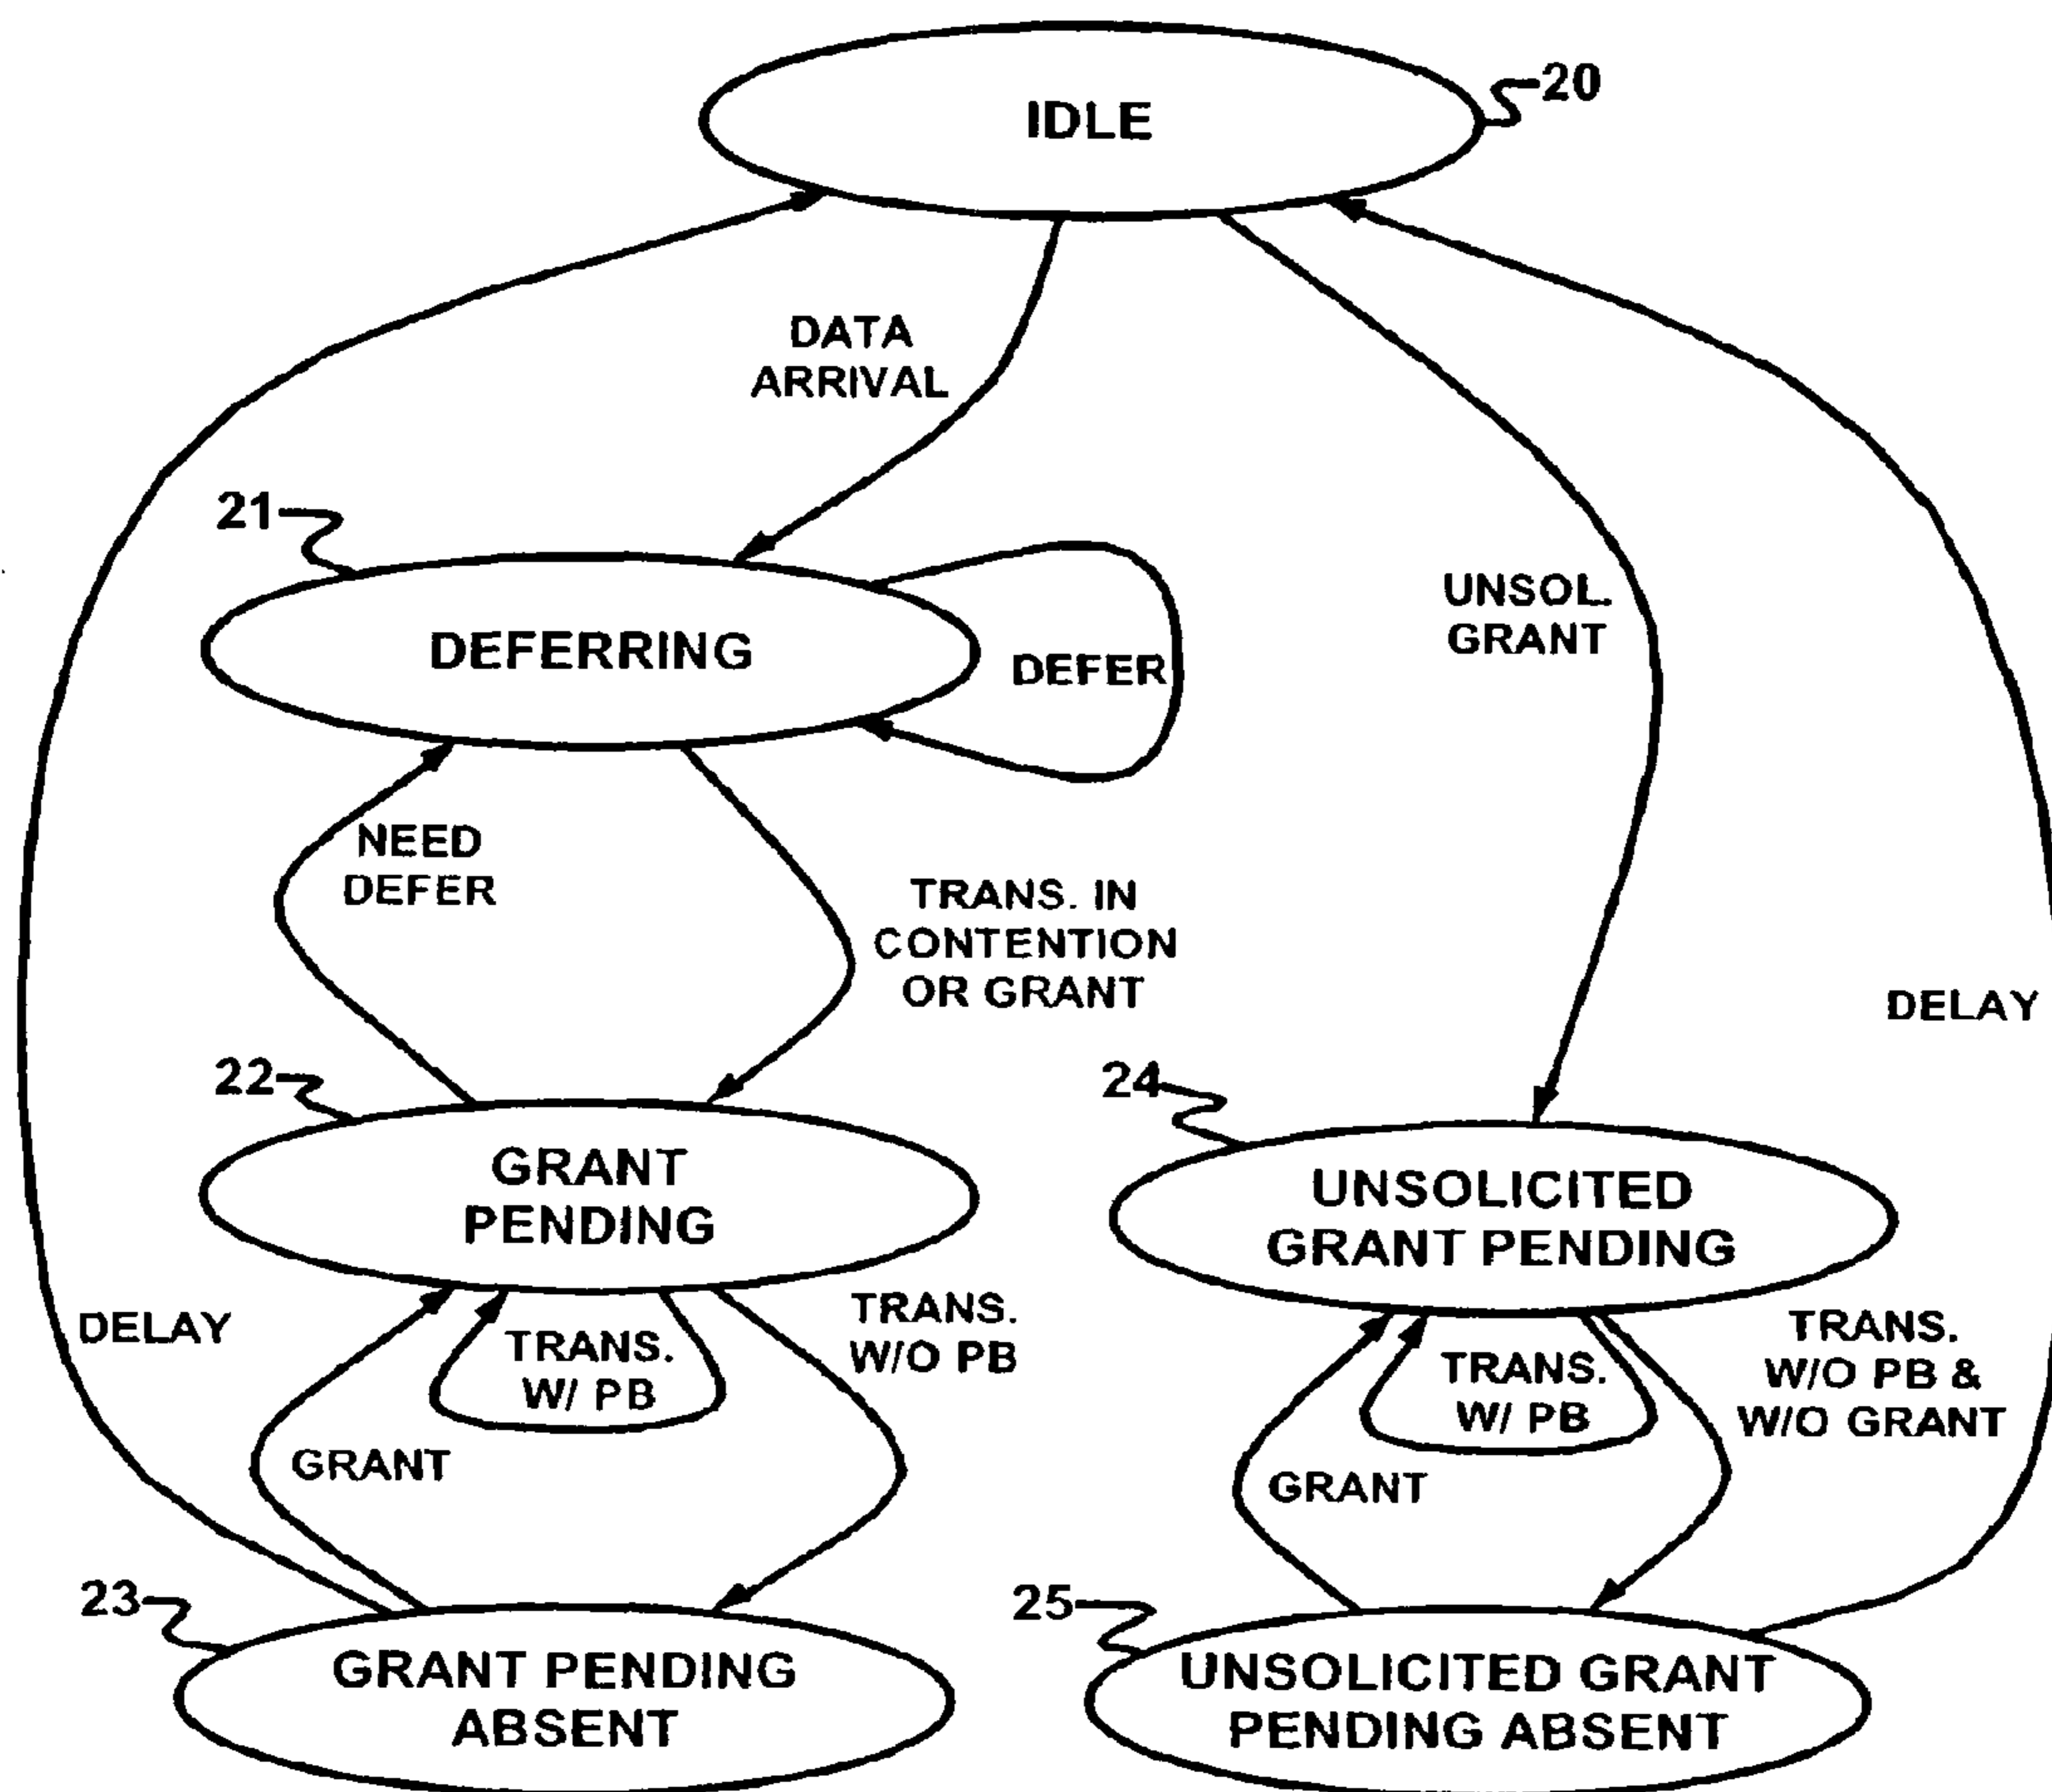 IDLE
20
DATA
ARRIVAL
21
UNSOL.
GRANT
DEFERRING
DEFER
NEED
DEFER
TRANS. IN
CONTENTION
OR GRANT
DELAY
22
24
GRANT
PENDING
UNSOLICITED
GRANT PENDING
DELAY
TRANS.
W/ PB
TRANS.
W/O PB
GRANT
TRANS.
W/ PB
TRANS.
W/O PB &
W/O GRANT
GRANT
23
25
GRANT PENDING
ABSENT
UNSOLICITED GRANT
PENDING ABSENT